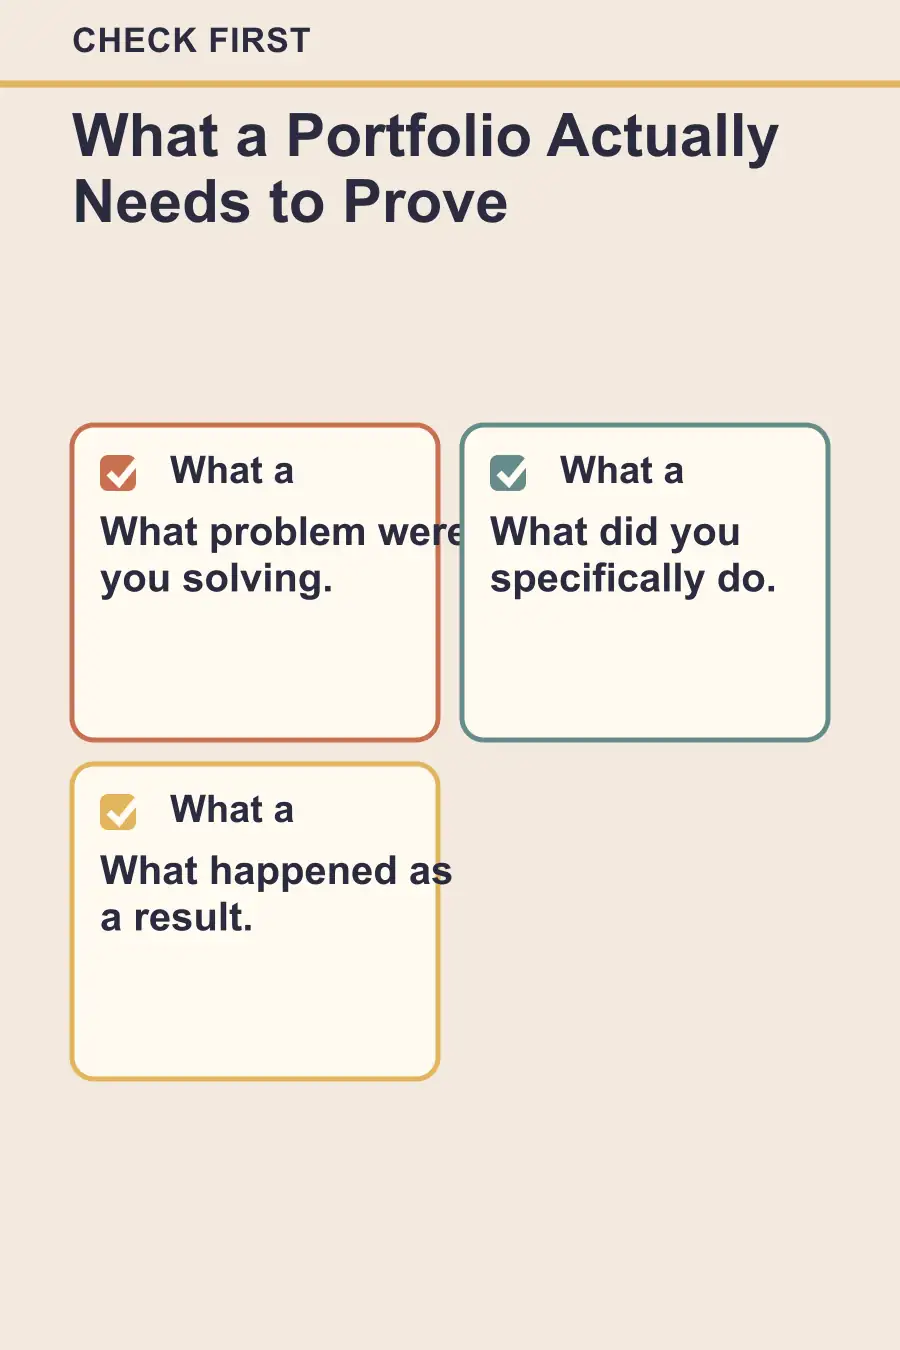 CHECK FIRST
What a Portfolio Actually
Needs to Prove
What a
What problem were
you solving.
What a
What did you
specifically do.
What a
What happened as
a result.